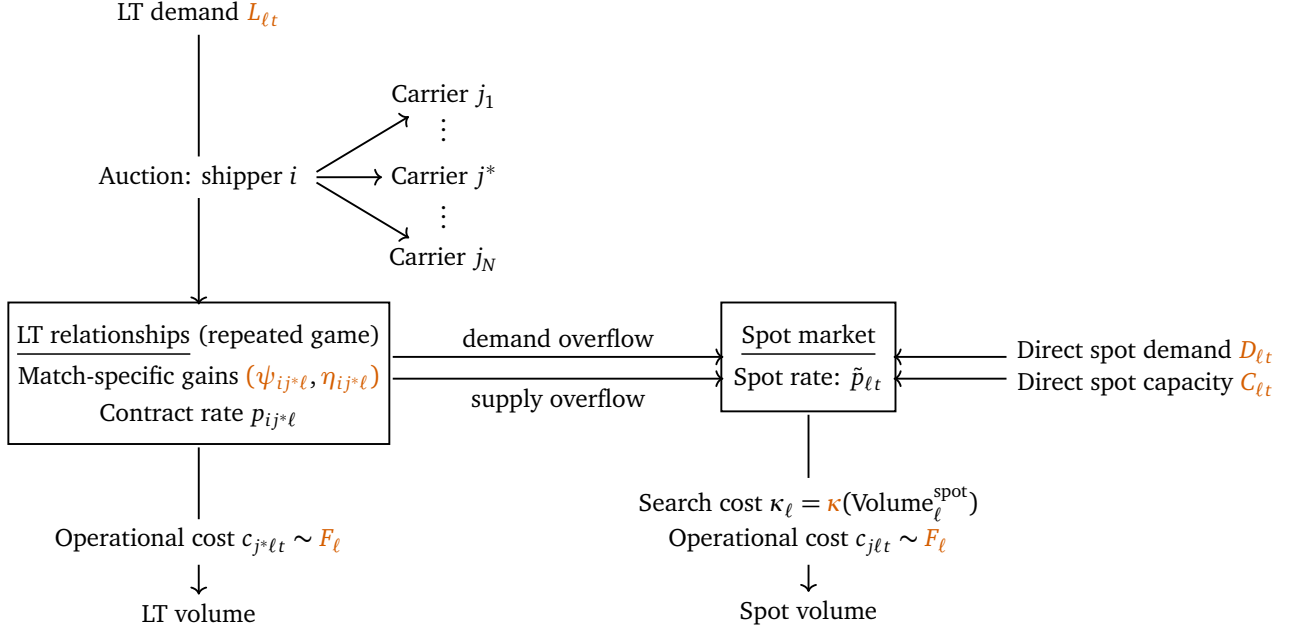 LT demand L_{ℓt}
Carrier j_1
⋮
Auction: shipper i
Carrier j*
⋮
Carrier j_N
LT relationships (repeated game)
Match-specific gains (ψ_{ij*ℓ}, η_{ij*ℓ})
Contract rate p_{ij*ℓ}
demand overflow
supply overflow
Spot market
Spot rate: p̃_{ℓt}
Direct spot demand D_{ℓt}
Direct spot capacity C_{ℓt}
Operational cost c_{j*ℓt} ∼ F_ℓ
LT volume
Search cost κ_ℓ = κ(Volume_ℓ^{spot})
Operational cost c_{jℓt} ∼ F_ℓ
Spot volume